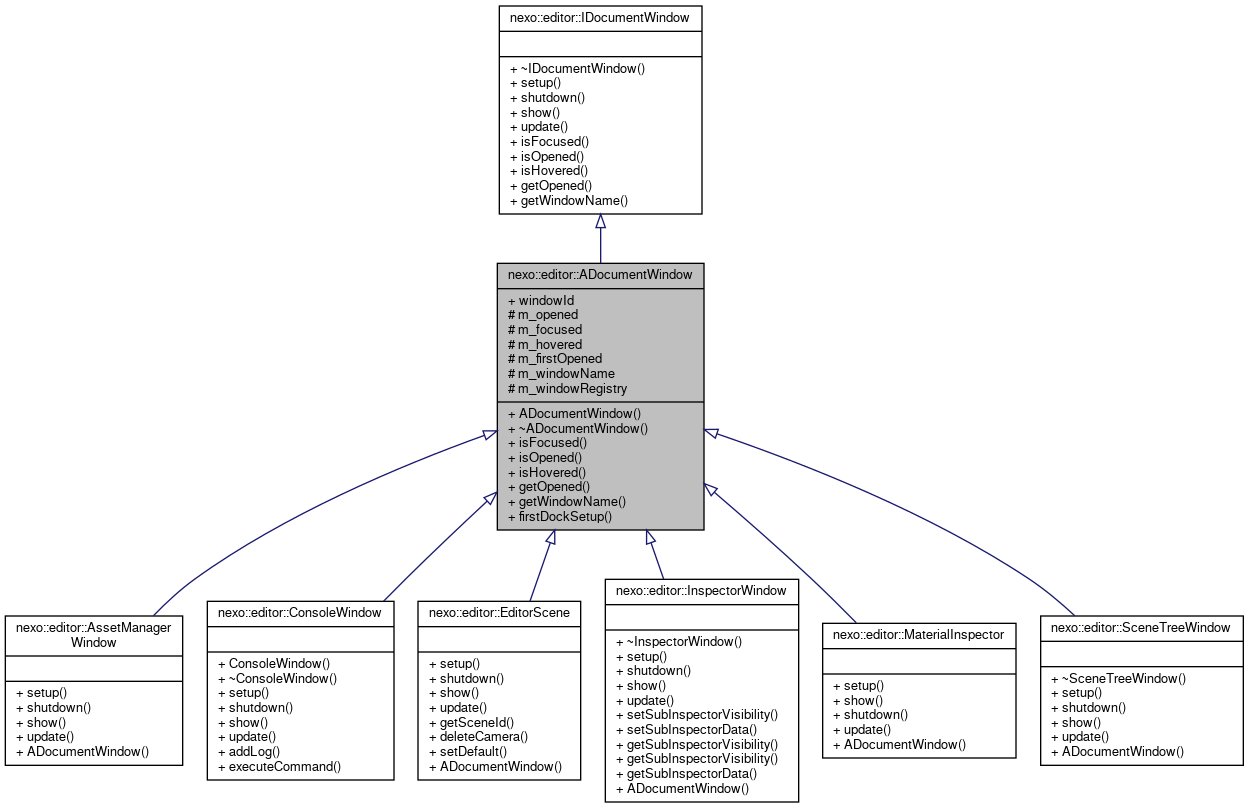 nexo::editor::IDocumentWindow
+ ~IDocumentWindow()
+ setup()
+ shutdown()
+ show()
+ update()
+ isFocused()
+ isOpened()
+ isHovered()
+ getOpened()
+ getWindowName()
nexo::editor::ADocumentWindow
+ windowId
# m_opened
# m_focused
# m_hovered
# m_firstOpened
# m_windowName
# m_windowRegistry
+ ADocumentWindow()
+ ~ADocumentWindow()
+ isFocused()
+ isOpened()
+ isHovered()
+ getOpened()
+ getWindowName()
+ firstDockSetup()
nexo::editor::AssetManager
Window
+ setup()
+ shutdown()
+ show()
+ update()
+ ADocumentWindow()
nexo::editor::ConsoleWindow
+ ConsoleWindow()
+ ~ConsoleWindow()
+ setup()
+ shutdown()
+ show()
+ update()
+ addLog()
+ executeCommand()
nexo::editor::EditorScene
+ setup()
+ shutdown()
+ show()
+ update()
+ getSceneId()
+ deleteCamera()
+ setDefault()
+ ADocumentWindow()
nexo::editor::InspectorWindow
+ ~InspectorWindow()
+ setup()
+ shutdown()
+ show()
+ update()
+ setSubInspectorVisibility()
+ setSubInspectorData()
+ getSubInspectorVisibility()
+ getSubInspectorVisibility()
+ getSubInspectorData()
+ ADocumentWindow()
nexo::editor::MaterialInspector
+ setup()
+ show()
+ shutdown()
+ update()
+ ADocumentWindow()
nexo::editor::SceneTreeWindow
+ ~SceneTreeWindow()
+ setup()
+ shutdown()
+ show()
+ update()
+ ADocumentWindow()